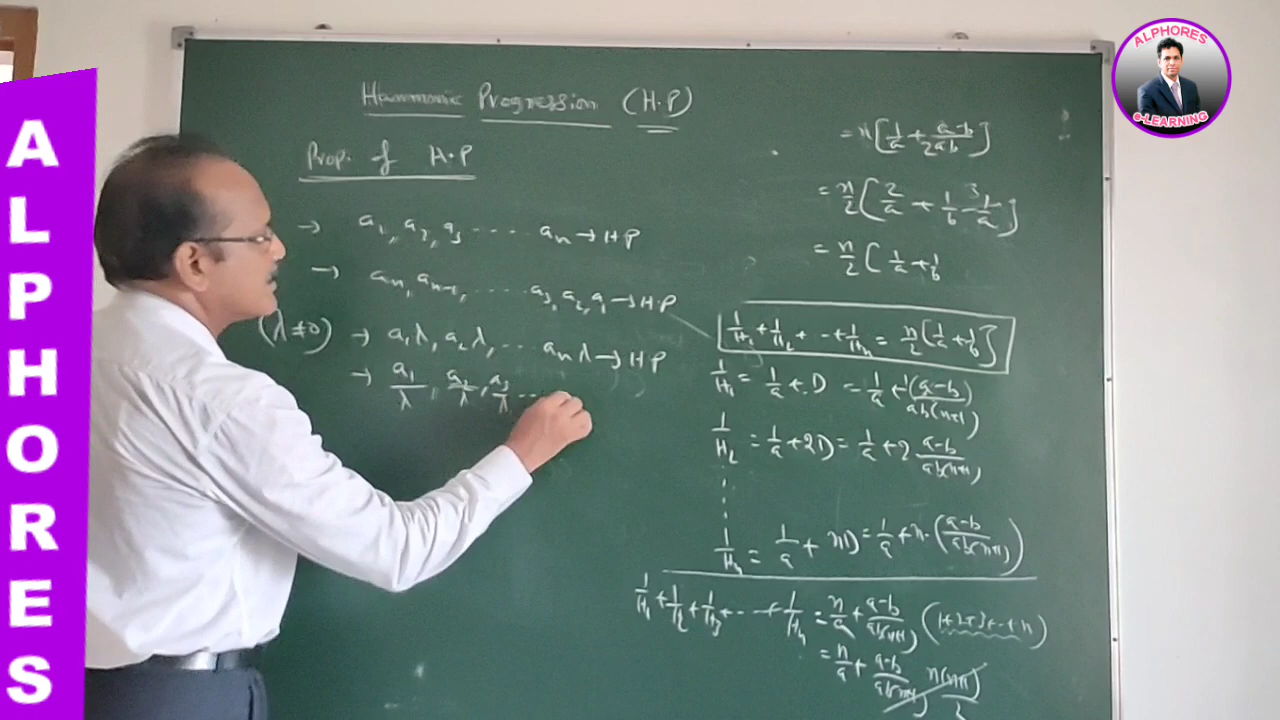 ALPHORES
ALPHORES
e-LEARNING
Harmonic Progression (H.P)
Prop. of H.P
→ a₁, a₂, a₃ ..... aₙ → H P
→ aₙ, aₙ₋₁, ...... a₃, a₂, a₁ → H.P
(λ ≠ 0) → a₁λ, a₂λ, ... aₙλ → H P
→ a₁/λ, a₂/λ, a₃/λ ...
= n[1/a + a-b/2ab]
= n/2[2/a + 1/b - 1/a]
= n/2[1/a + 1/b
1/H₁ + 1/H₂ + ... + 1/Hₙ = n/2[1/a + 1/b]
1/H₁ = 1/a + D = 1/a + 1(a-b)/ab(n+1)
1/H₂ = 1/a + 2D = 1/a + 2 a-b/ab(n+1)
1/Hₙ = 1/a + nD = 1/a + n.(a-b/ab(n+1))
1/H₁ + 1/H₂ + 1/H₃ + ... + 1/Hₙ = n/a + a-b/ab(n+1) (1+2+3+..+n)
= n/a + a-b/ab(n+1) n(n+1)/2